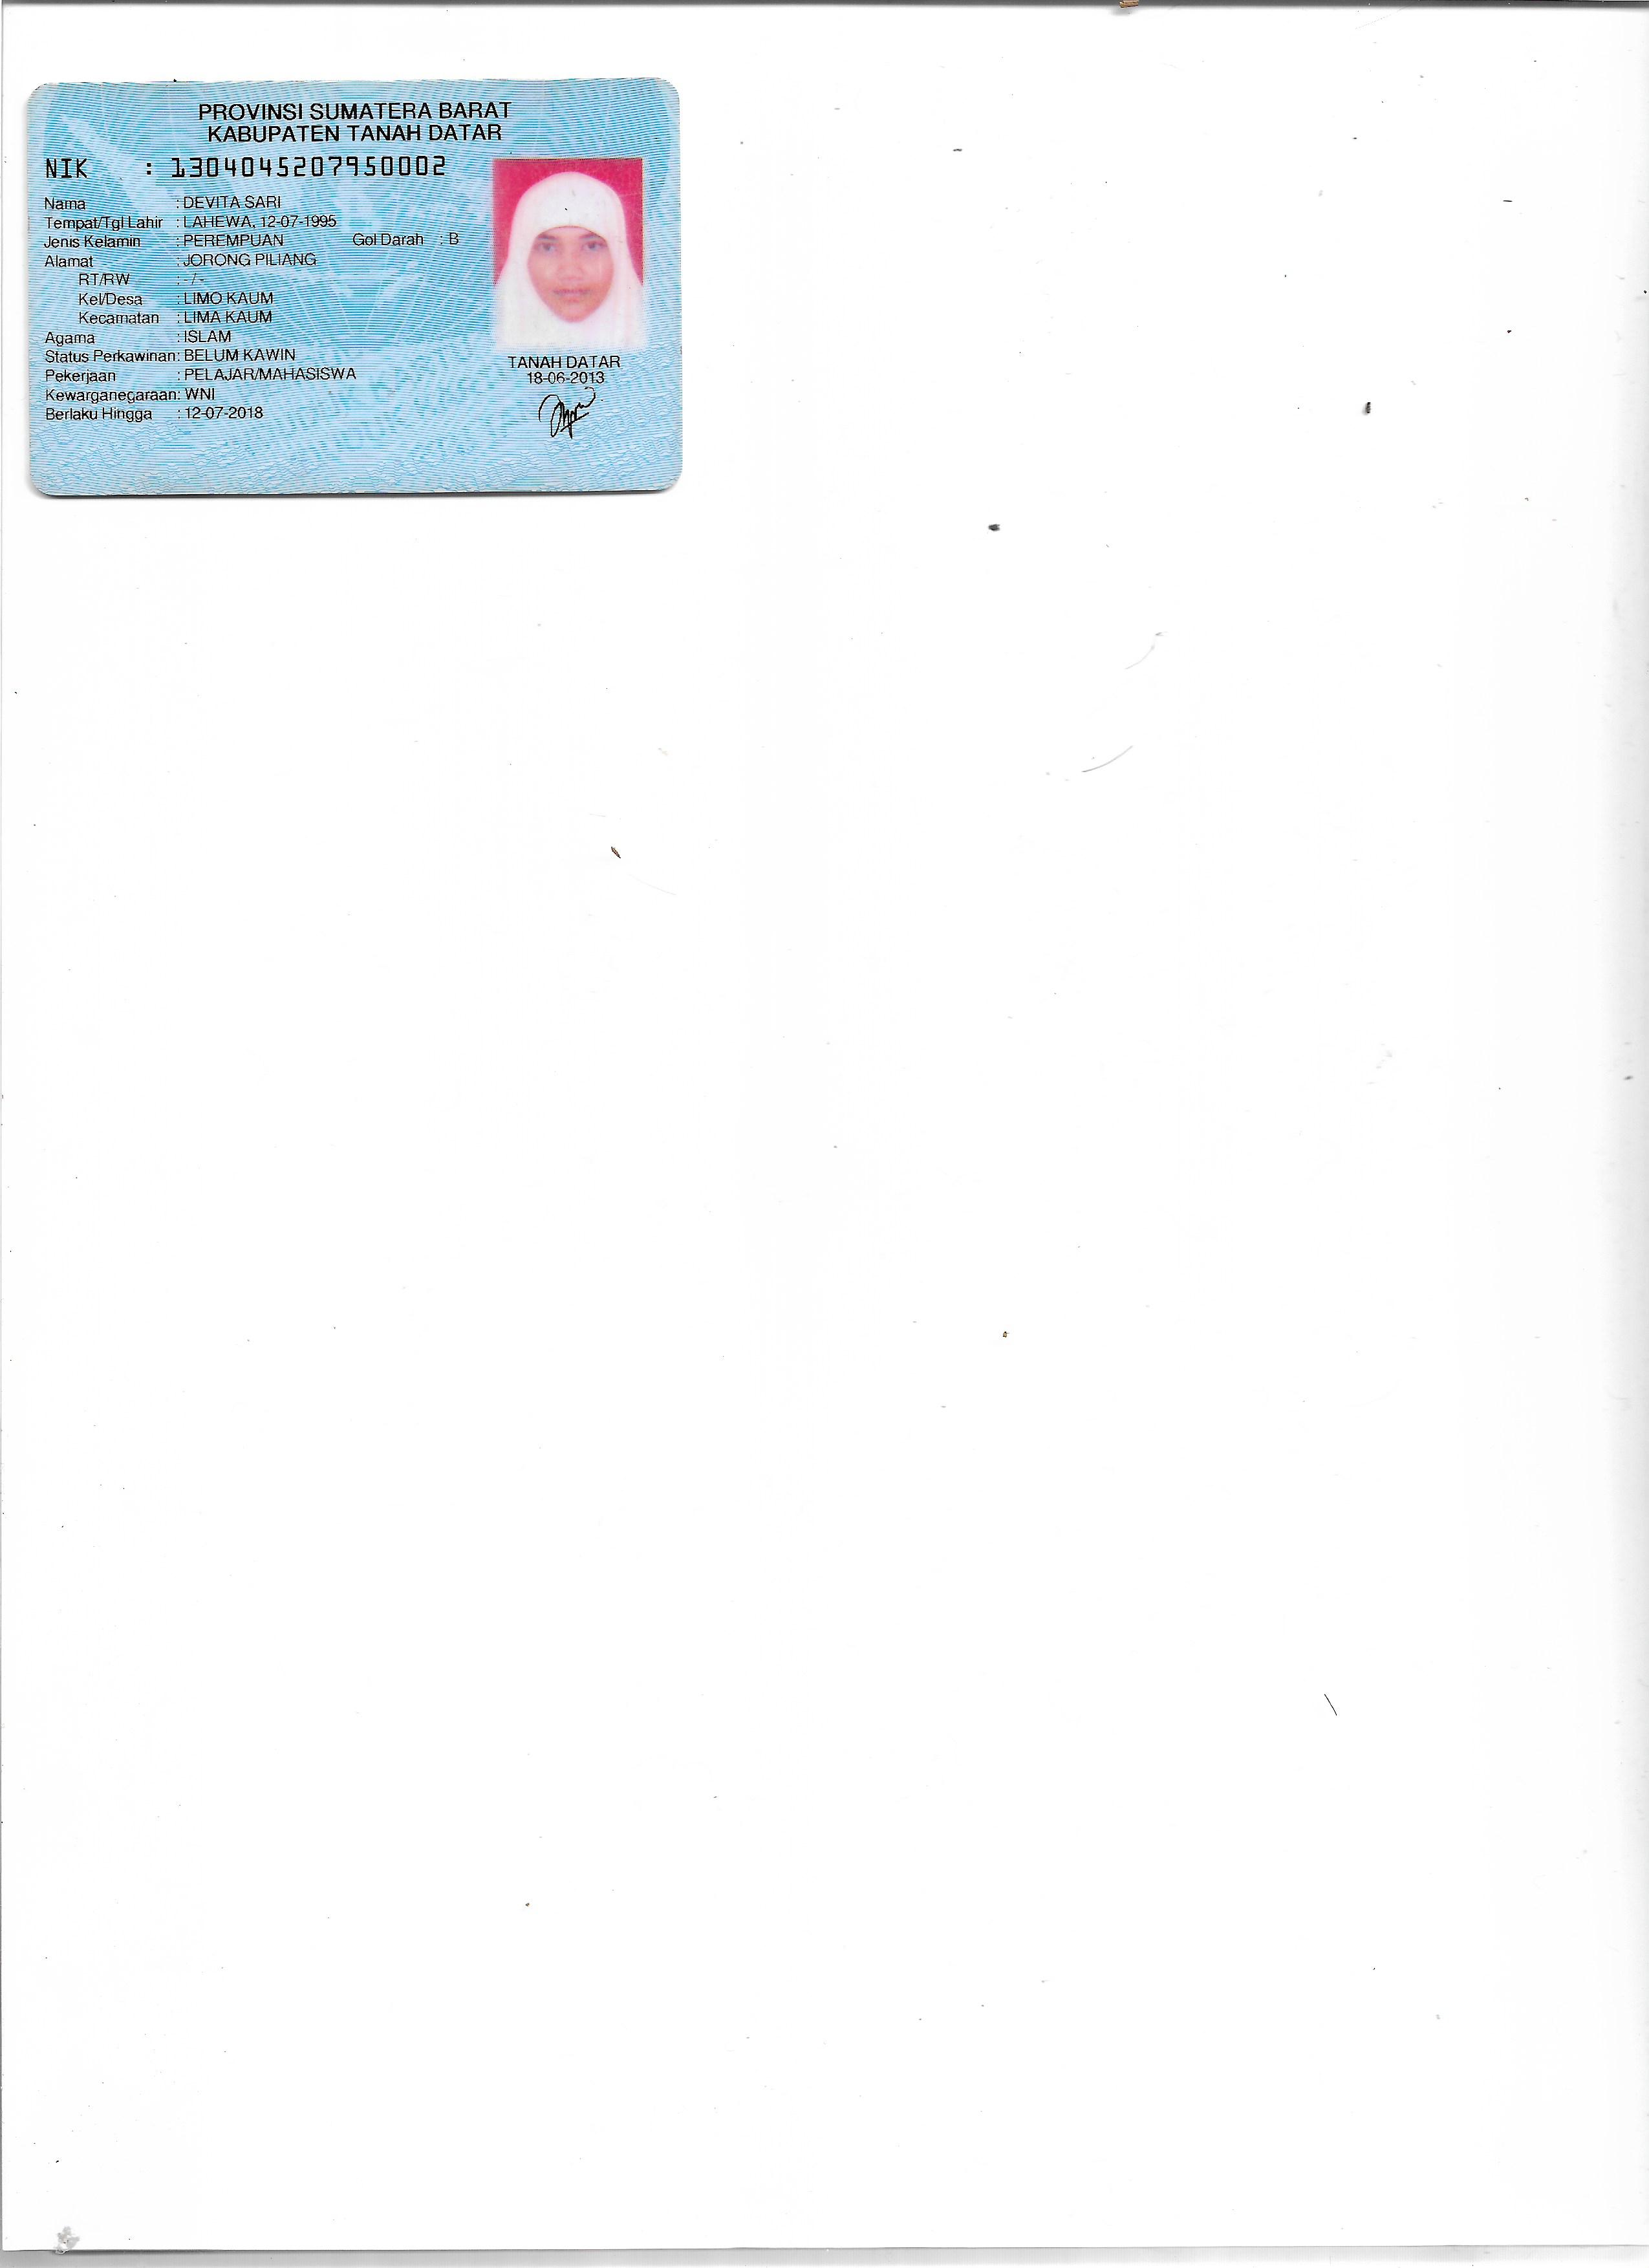 PROVINSI SUMATERA BARAT
KABUPATEN TANAH DATAR
NIK : 1304045207950002
Nama : DEVITA SARI
Tempat/Tgl Lahir : LAHEWA, 12-07-1995
Jenis Kelamin : PEREMPUAN Gol Darah : B
Alamat : JORONG PILIANG
RT/RW : -/-
Kel/Desa : LIMO KAUM
Kecamatan : LIMA KAUM
Agama : ISLAM
Status Perkawinan: BELUM KAWIN
Pekerjaan : PELAJAR/MAHASISWA
Kewarganegaraan: WNI
Berlaku Hingga : 12-07-2018
TANAH DATAR
18-06-2013